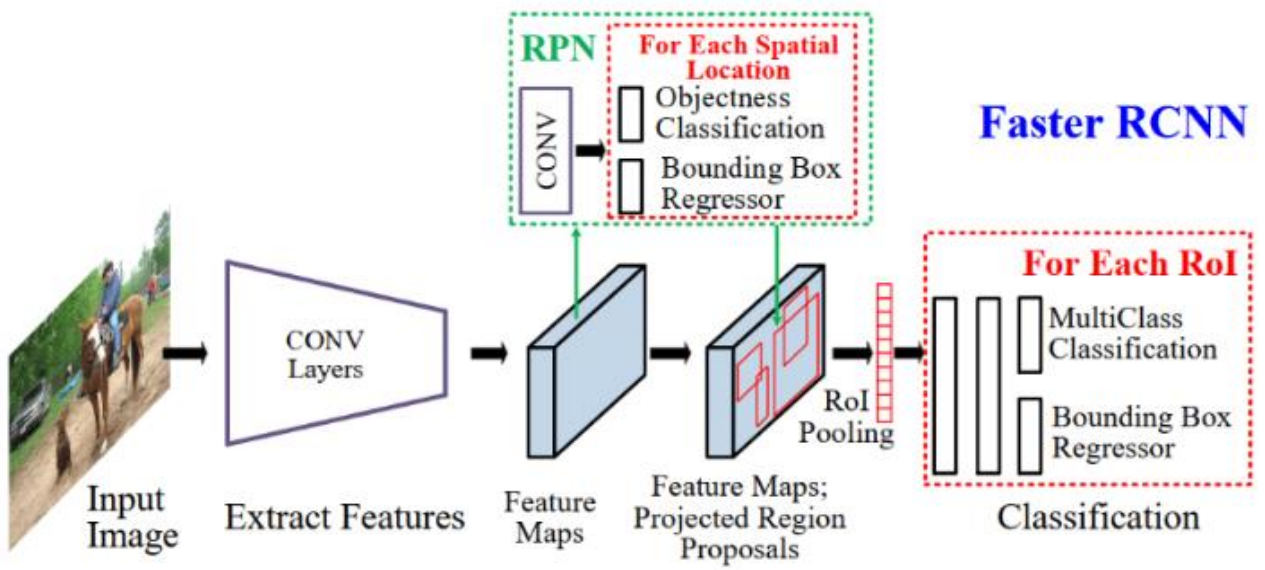 RPN
For Each Spatial
Location
CONV
Objectness
Classification
Bounding Box
Regressor
Faster RCNN
CONV
Layers
For Each RoI
MultiClass
Classification
Bounding Box
Regressor
RoI
Pooling
Input
Image
Extract Features
Feature
Maps
Feature Maps;
Projected Region
Proposals
Classification